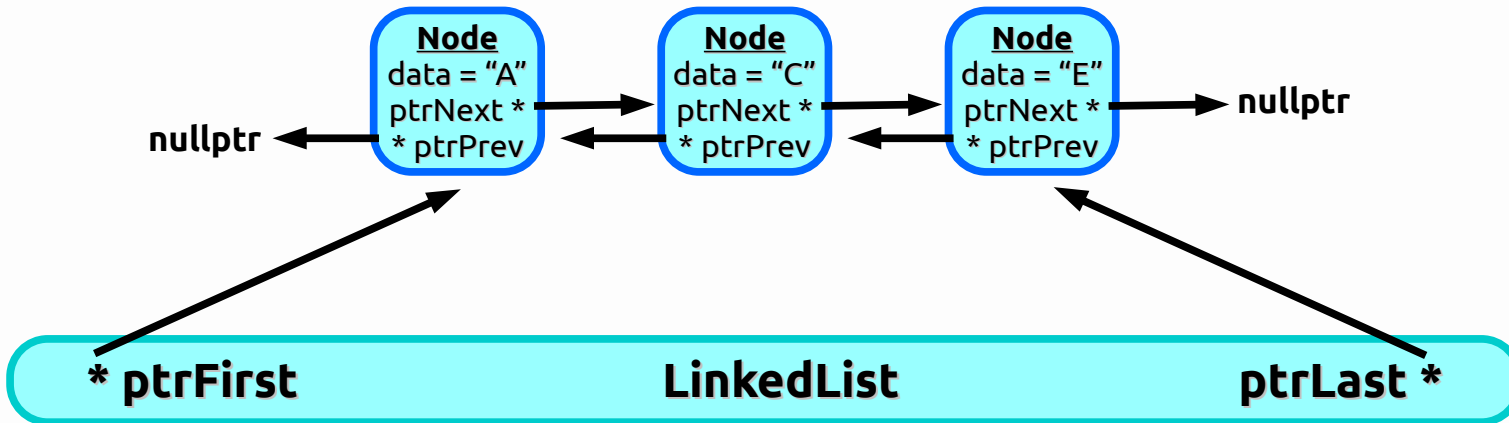 Node
data = “A”
ptrNext *
* ptrPrev
Node
data = “C”
ptrNext *
* ptrPrev
Node
data = “E”
ptrNext *
* ptrPrev
nullptr
nullptr
* ptrFirst
LinkedList
ptrLast *